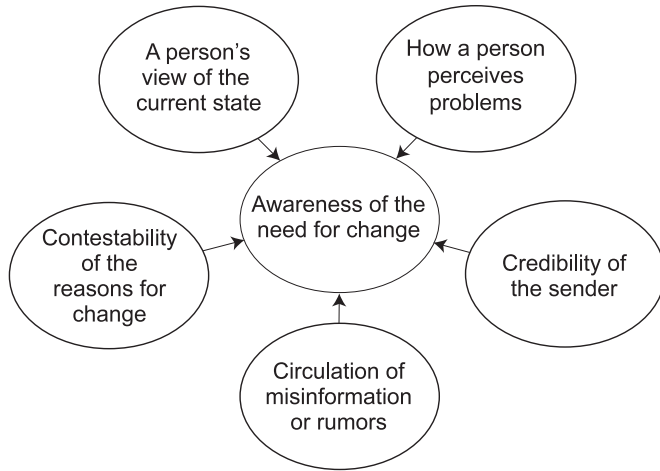 A person's
view of the
current state
How a person
perceives
problems
Awareness of the
need for change
Contestability
of the
reasons for
change
Credibility of
the sender
Circulation of
misinformation
or rumors